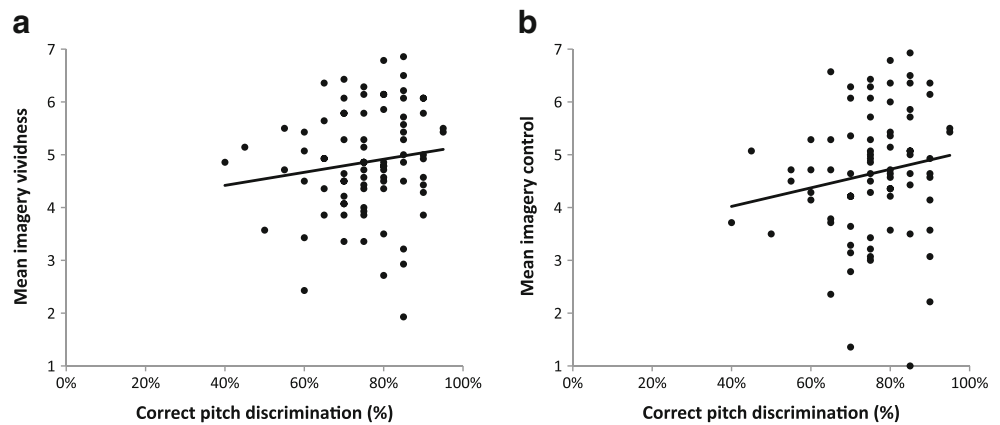 a
Mean imagery vividness
7
6
5
4
3
2
1
0% 20% 40% 60% 80% 100%
Correct pitch discrimination (%)
b
Mean imagery control
7
6
5
4
3
2
1
0% 20% 40% 60% 80% 100%
Correct pitch discrimination (%)